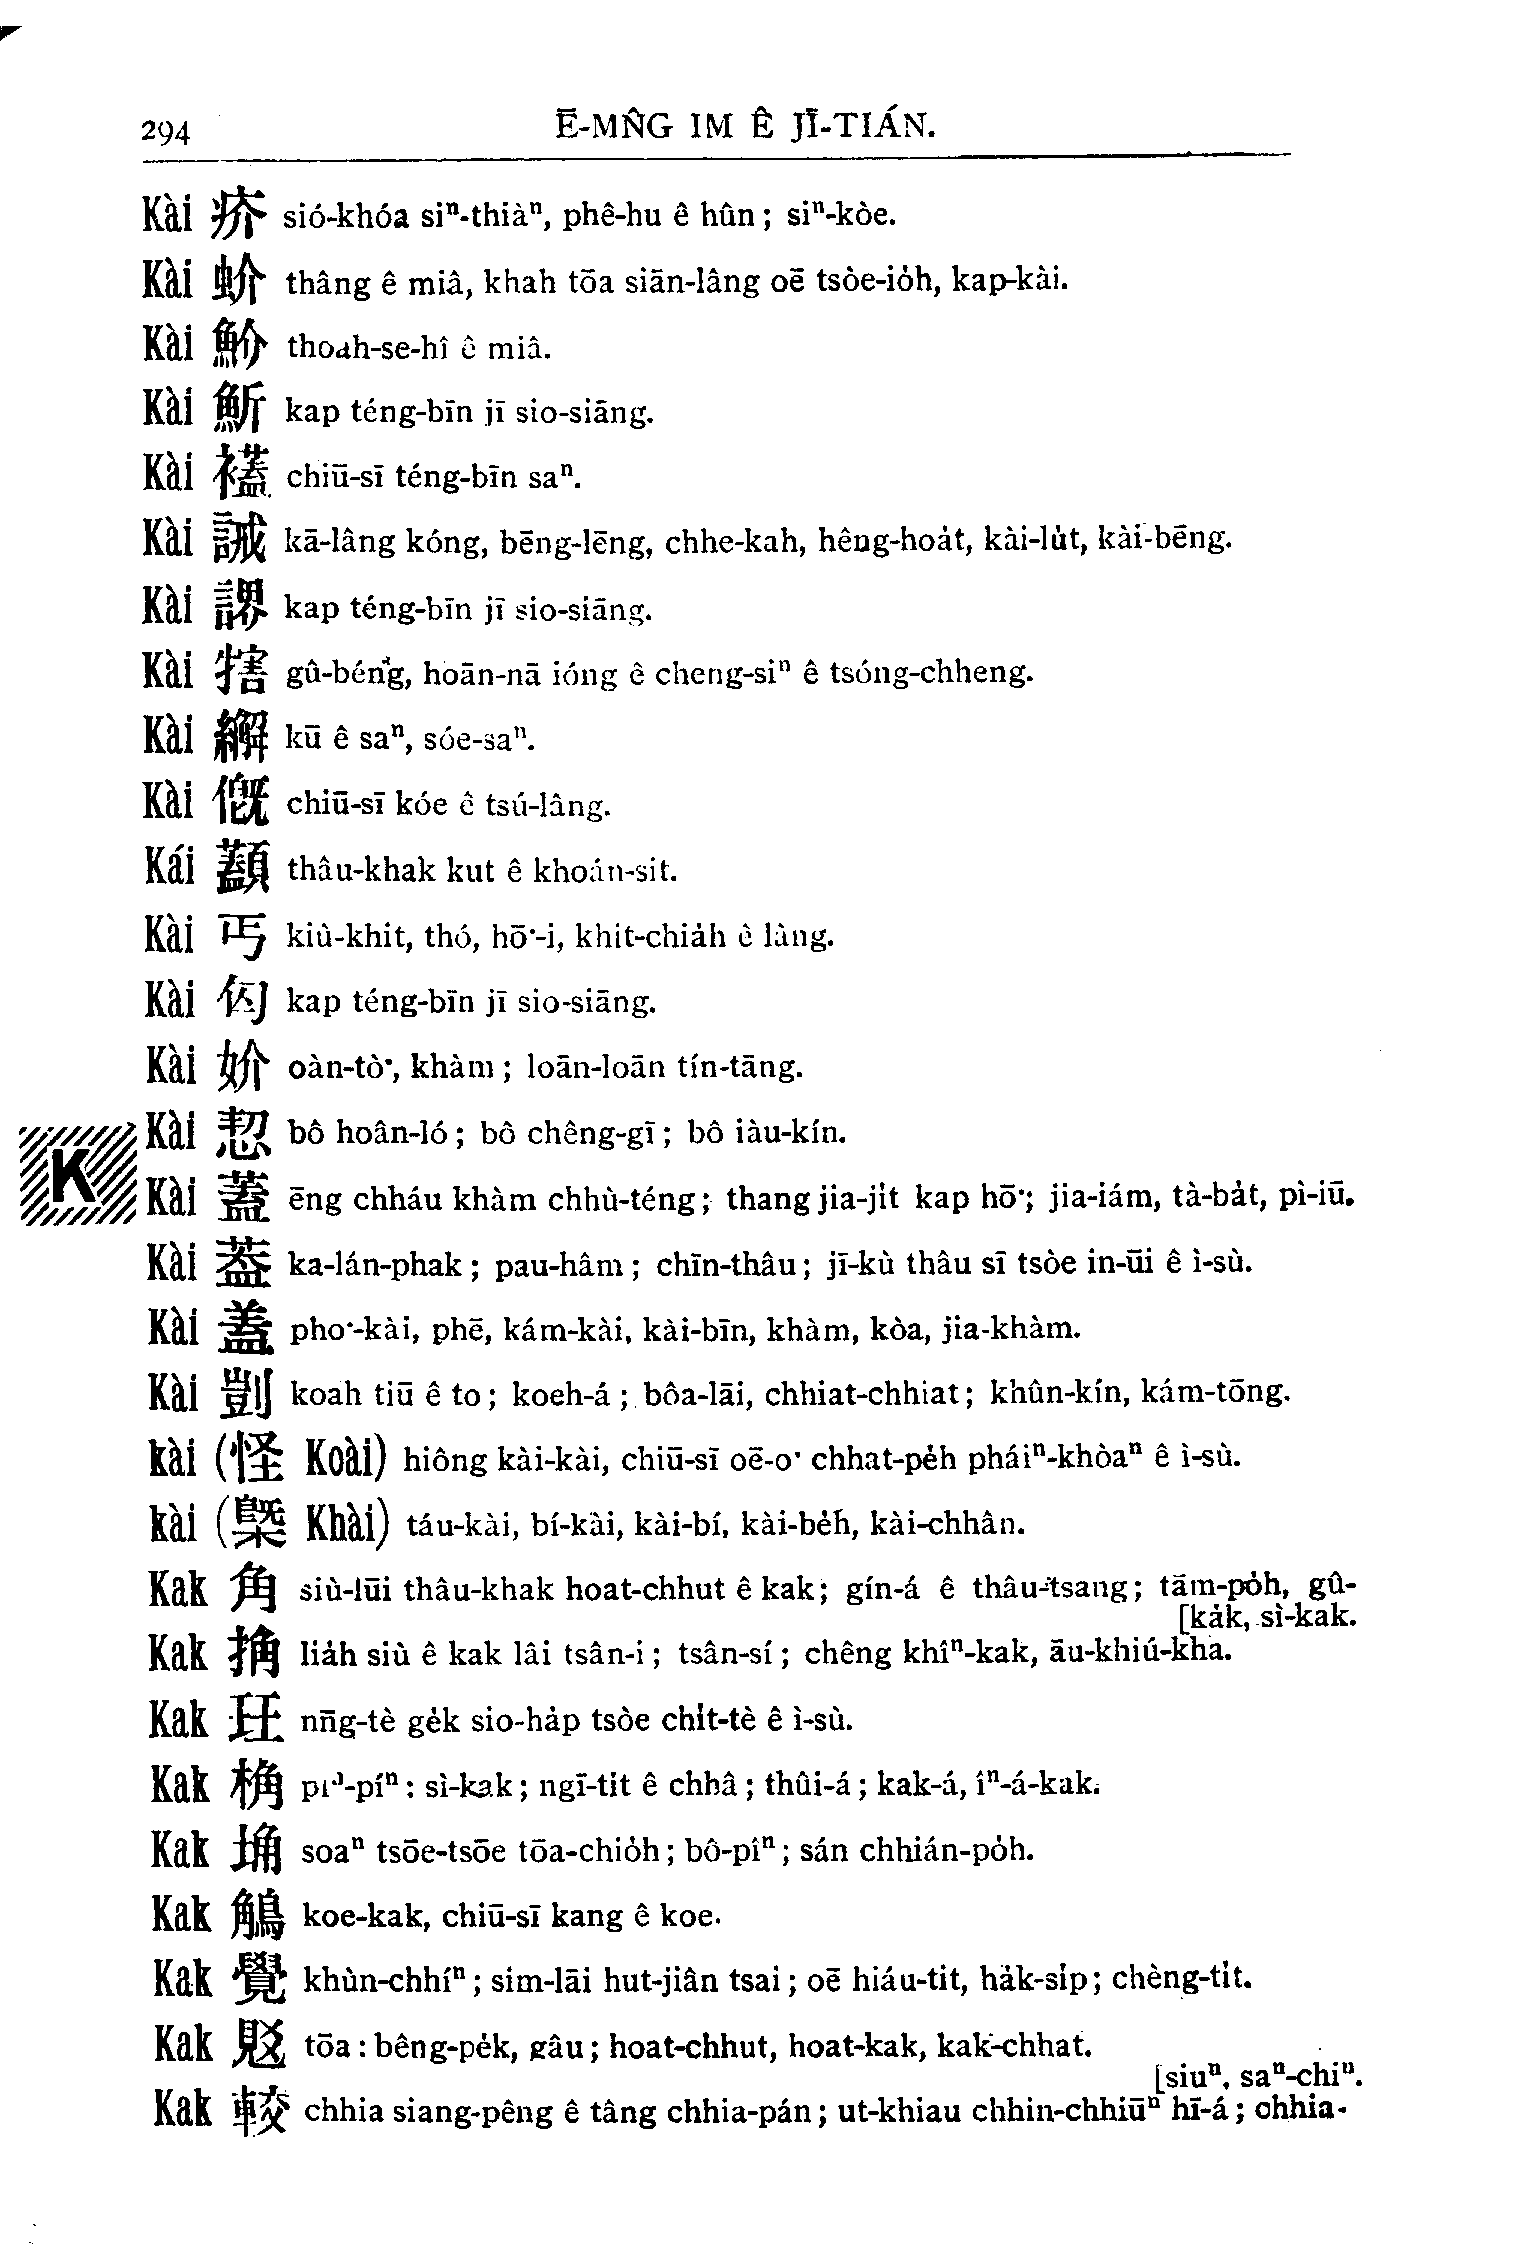 294 Ē-MN̂G IM Ê JĪ-TIÁN.
Kài 疥 sió-khóa siⁿ-thiàⁿ, phê-hu ê hûn; siⁿ-kòe.
Kài 蚧 thâng ê miâ, khah tōa siān-lâng oē tsòe-io̍h, kap-kài.
Kài 魪 thoah-se-hî ê miâ.
Kài 魪 kap téng-bīn jī sio-siāng.
Kài chiū-sī téng-bīn saⁿ.
Kài 誡 kā-lâng kóng, bēng-lēng, chhe-kah, hêng-hoa̍t, kài-lu̍t, kài-bēng.
Kài kap téng-bīn jī sio-siāng.
Kài 犗 gû-béng, hoān-nā ióng ê cheng-siⁿ ê tsóng-chheng.
Kài 繲 kū ê saⁿ, sóe-saⁿ.
Kài 慨 chiū-sī kóe ê tsú-lâng.
Kái thâu-khak kut ê khoán-sit.
Kài 丐 kiù-khit, thó, hō·-i, khit-chia̍h ê lâng.
Kài kap téng-bīn jī sio-siāng.
Kài 妎 oàn-tò·, khàm; loān-loān tín-tāng.
Kài 恝 bô hoân-ló; bô chêng-gī; bô iàu-kín.
K
Kài 蓋 ēng chháu khàm chhù-téng; thang jia-ji̍t kap hō·; jia-iám, tà-ba̍t, pì-iū.
Kài 葢 ka-lán-phak; pau-hâm; chīn-thâu; jī-kù thâu sī tsòe in-ūi ê ì-sù.
Kài 盖 pho·-kài, phē, kám-kài, kài-bīn, khàm, kòa, jia-khàm.
Kài 剴 koah tiū ê to; koeh-á; bôa-lāi, chhiat-chhiat; khûn-kín, kám-tōng.
kài (怪 Koài) hiông kài-kài, chiū-sī oē-o· chhat-pe̍h pháiⁿ-khòaⁿ ê ì-sù.
kài (槩 Khài) táu-kài, bí-kài, kài-bí, kài-be̍h, kài-chhân.
Kak 角 siù-lūi thâu-khak hoat-chhut ê kak; gín-á ê thâu-tsang; tām-po̍h, gû-
[ka̍k, sì-kak.
Kak 捔 lia̍h siù ê kak lâi tsân-i; tsân-sí; chêng khíⁿ-kak, āu-khiú-kha.
Kak 玨 nn̄g-tè ge̍k sio-ha̍p tsòe chi̍t-tè ê ì-sù.
Kak 桷 -píⁿ: sì-kak; ngī-tit ê chhâ; thûi-á; kak-á, îⁿ-á-kak.
Kak 埆 soaⁿ tsōe-tsōe tōa-chio̍h; bô-pîⁿ; sán chhián-po̍h.
Kak koe-kak, chiū-sī kang ê koe.
Kak 覺 khùn-chhíⁿ; sim-lāi hut-jiân tsai; oē hiáu-tit, ha̍k-si̍p; chèng-ti̍t.
Kak tōa: bêng-pe̍k, gâu; hoat-chhut, hoat-kak, kak-chhat.
[siuⁿ, saⁿ-chiⁿ.
Kak 較 chhia siang-pêng ê tâng chhia-pán; ut-khiau chhin-chhiūⁿ hī-á; chhia-